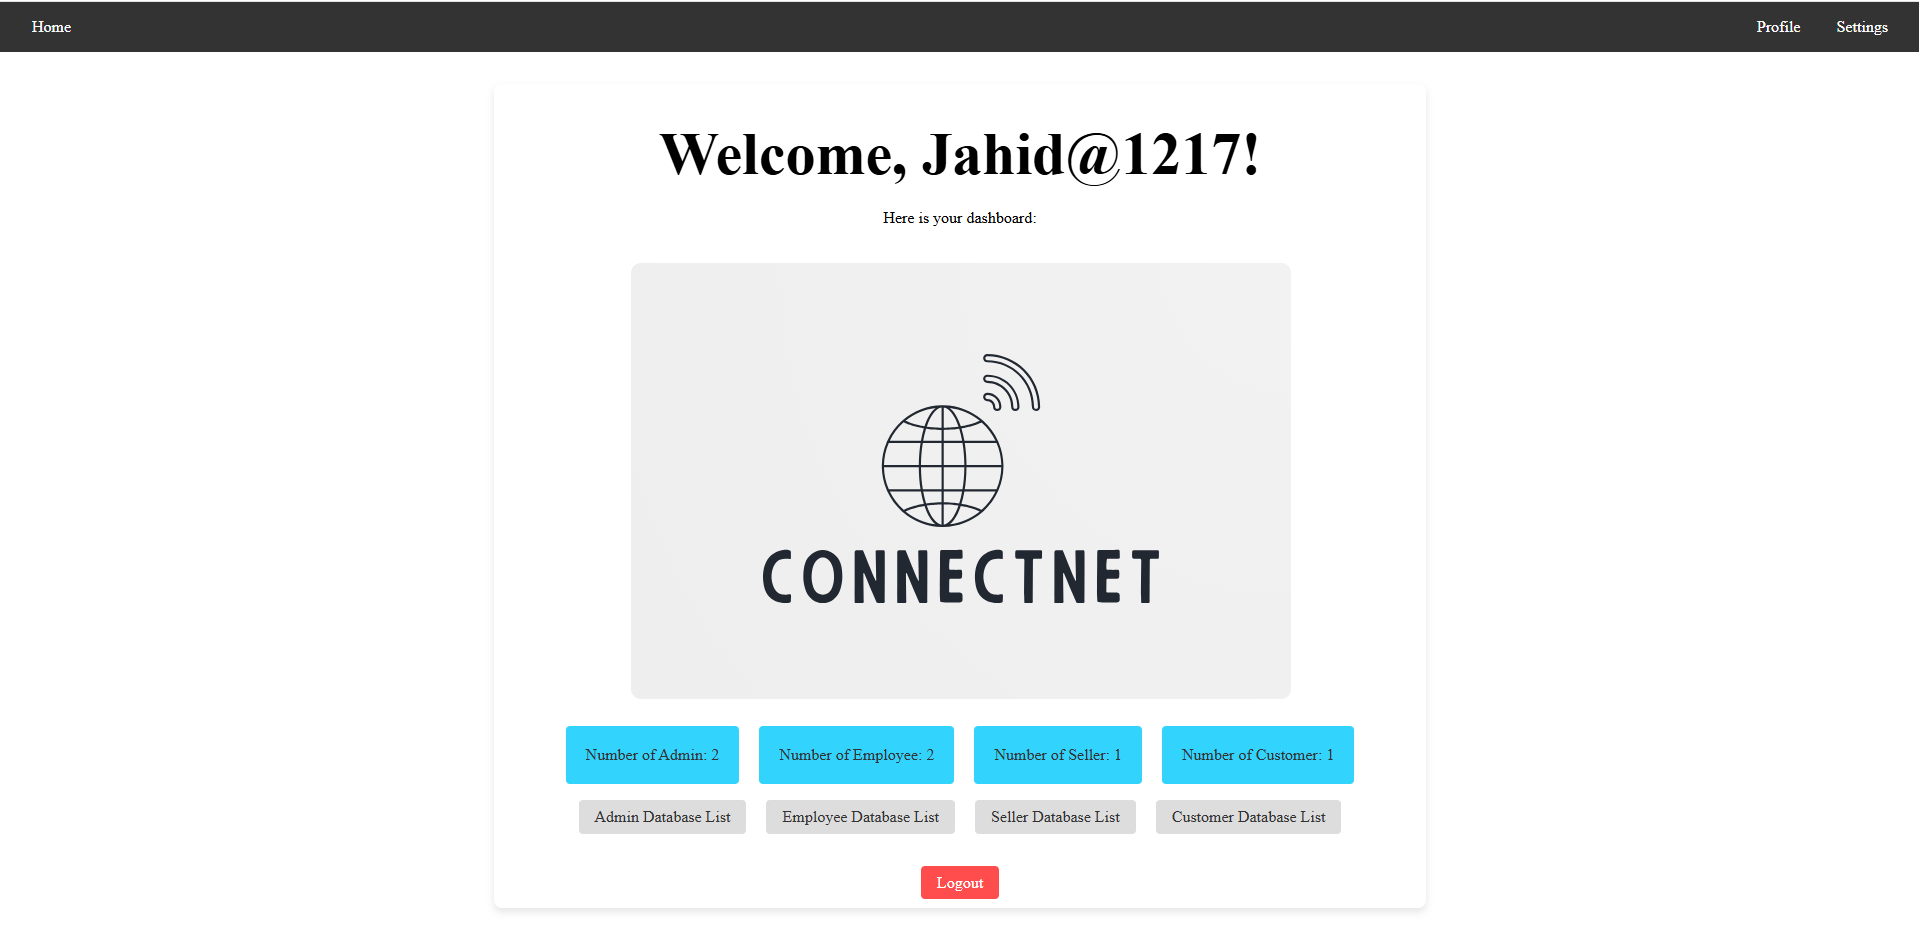 Home Profile Settings
Welcome, Jahid@1217!
Here is your dashboard:
CONNECTNET
Number of Admin: 2 Number of Employee: 2 Number of Seller: 1 Number of Customer: 1
Admin Database List Employee Database List Seller Database List Customer Database List
Logout